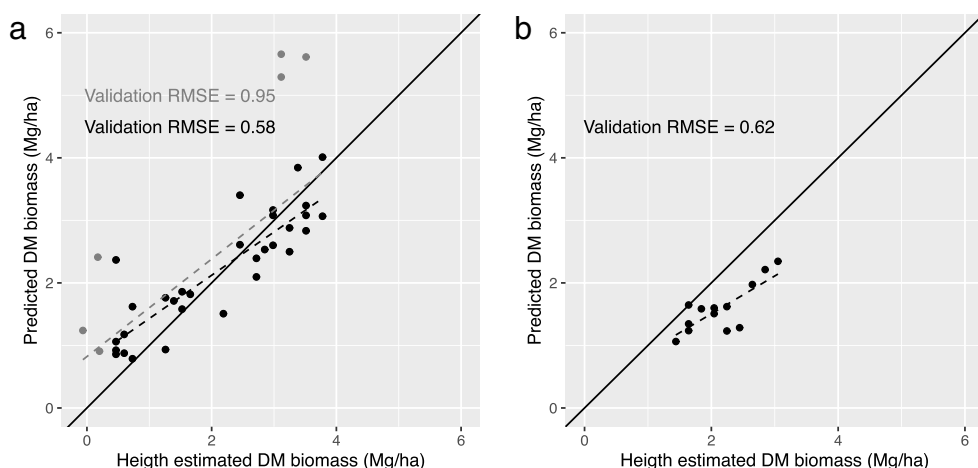 a
Predicted DM biomass (Mg/ha)
6
4
2
0
Validation RMSE = 0.95
Validation RMSE = 0.58
0 2 4 6
Heigth estimated DM biomass (Mg/ha)
b
Predicted DM biomass (Mg/ha)
6
4
2
0
Validation RMSE = 0.62
0 2 4 6
Heigth estimated DM biomass (Mg/ha)